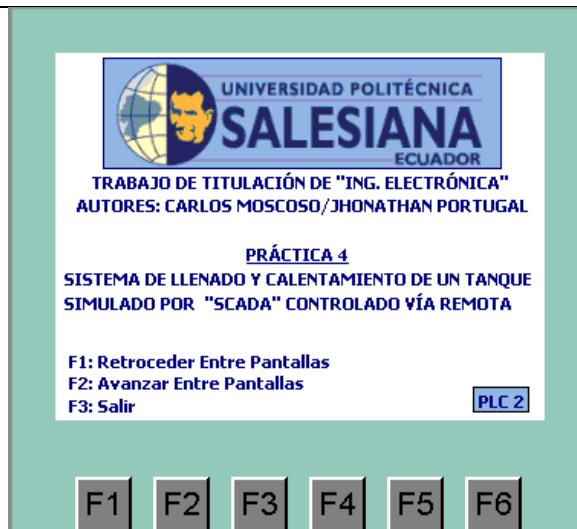 UNIVERSIDAD POLITÉCNICA
SALESIANA
ECUADOR
TRABAJO DE TITULACIÓN DE "ING. ELECTRÓNICA"
AUTORES: CARLOS MOSCOSO/JHONATHAN PORTUGAL
PRÁCTICA 4
SISTEMA DE LLENADO Y CALENTAMIENTO DE UN TANQUE
SIMULADO POR "SCADA" CONTROLADO VÍA REMOTA
F1: Retroceder Entre Pantallas
F2: Avanzar Entre Pantallas
F3: Salir
PLC 2
F1 F2 F3 F4 F5 F6